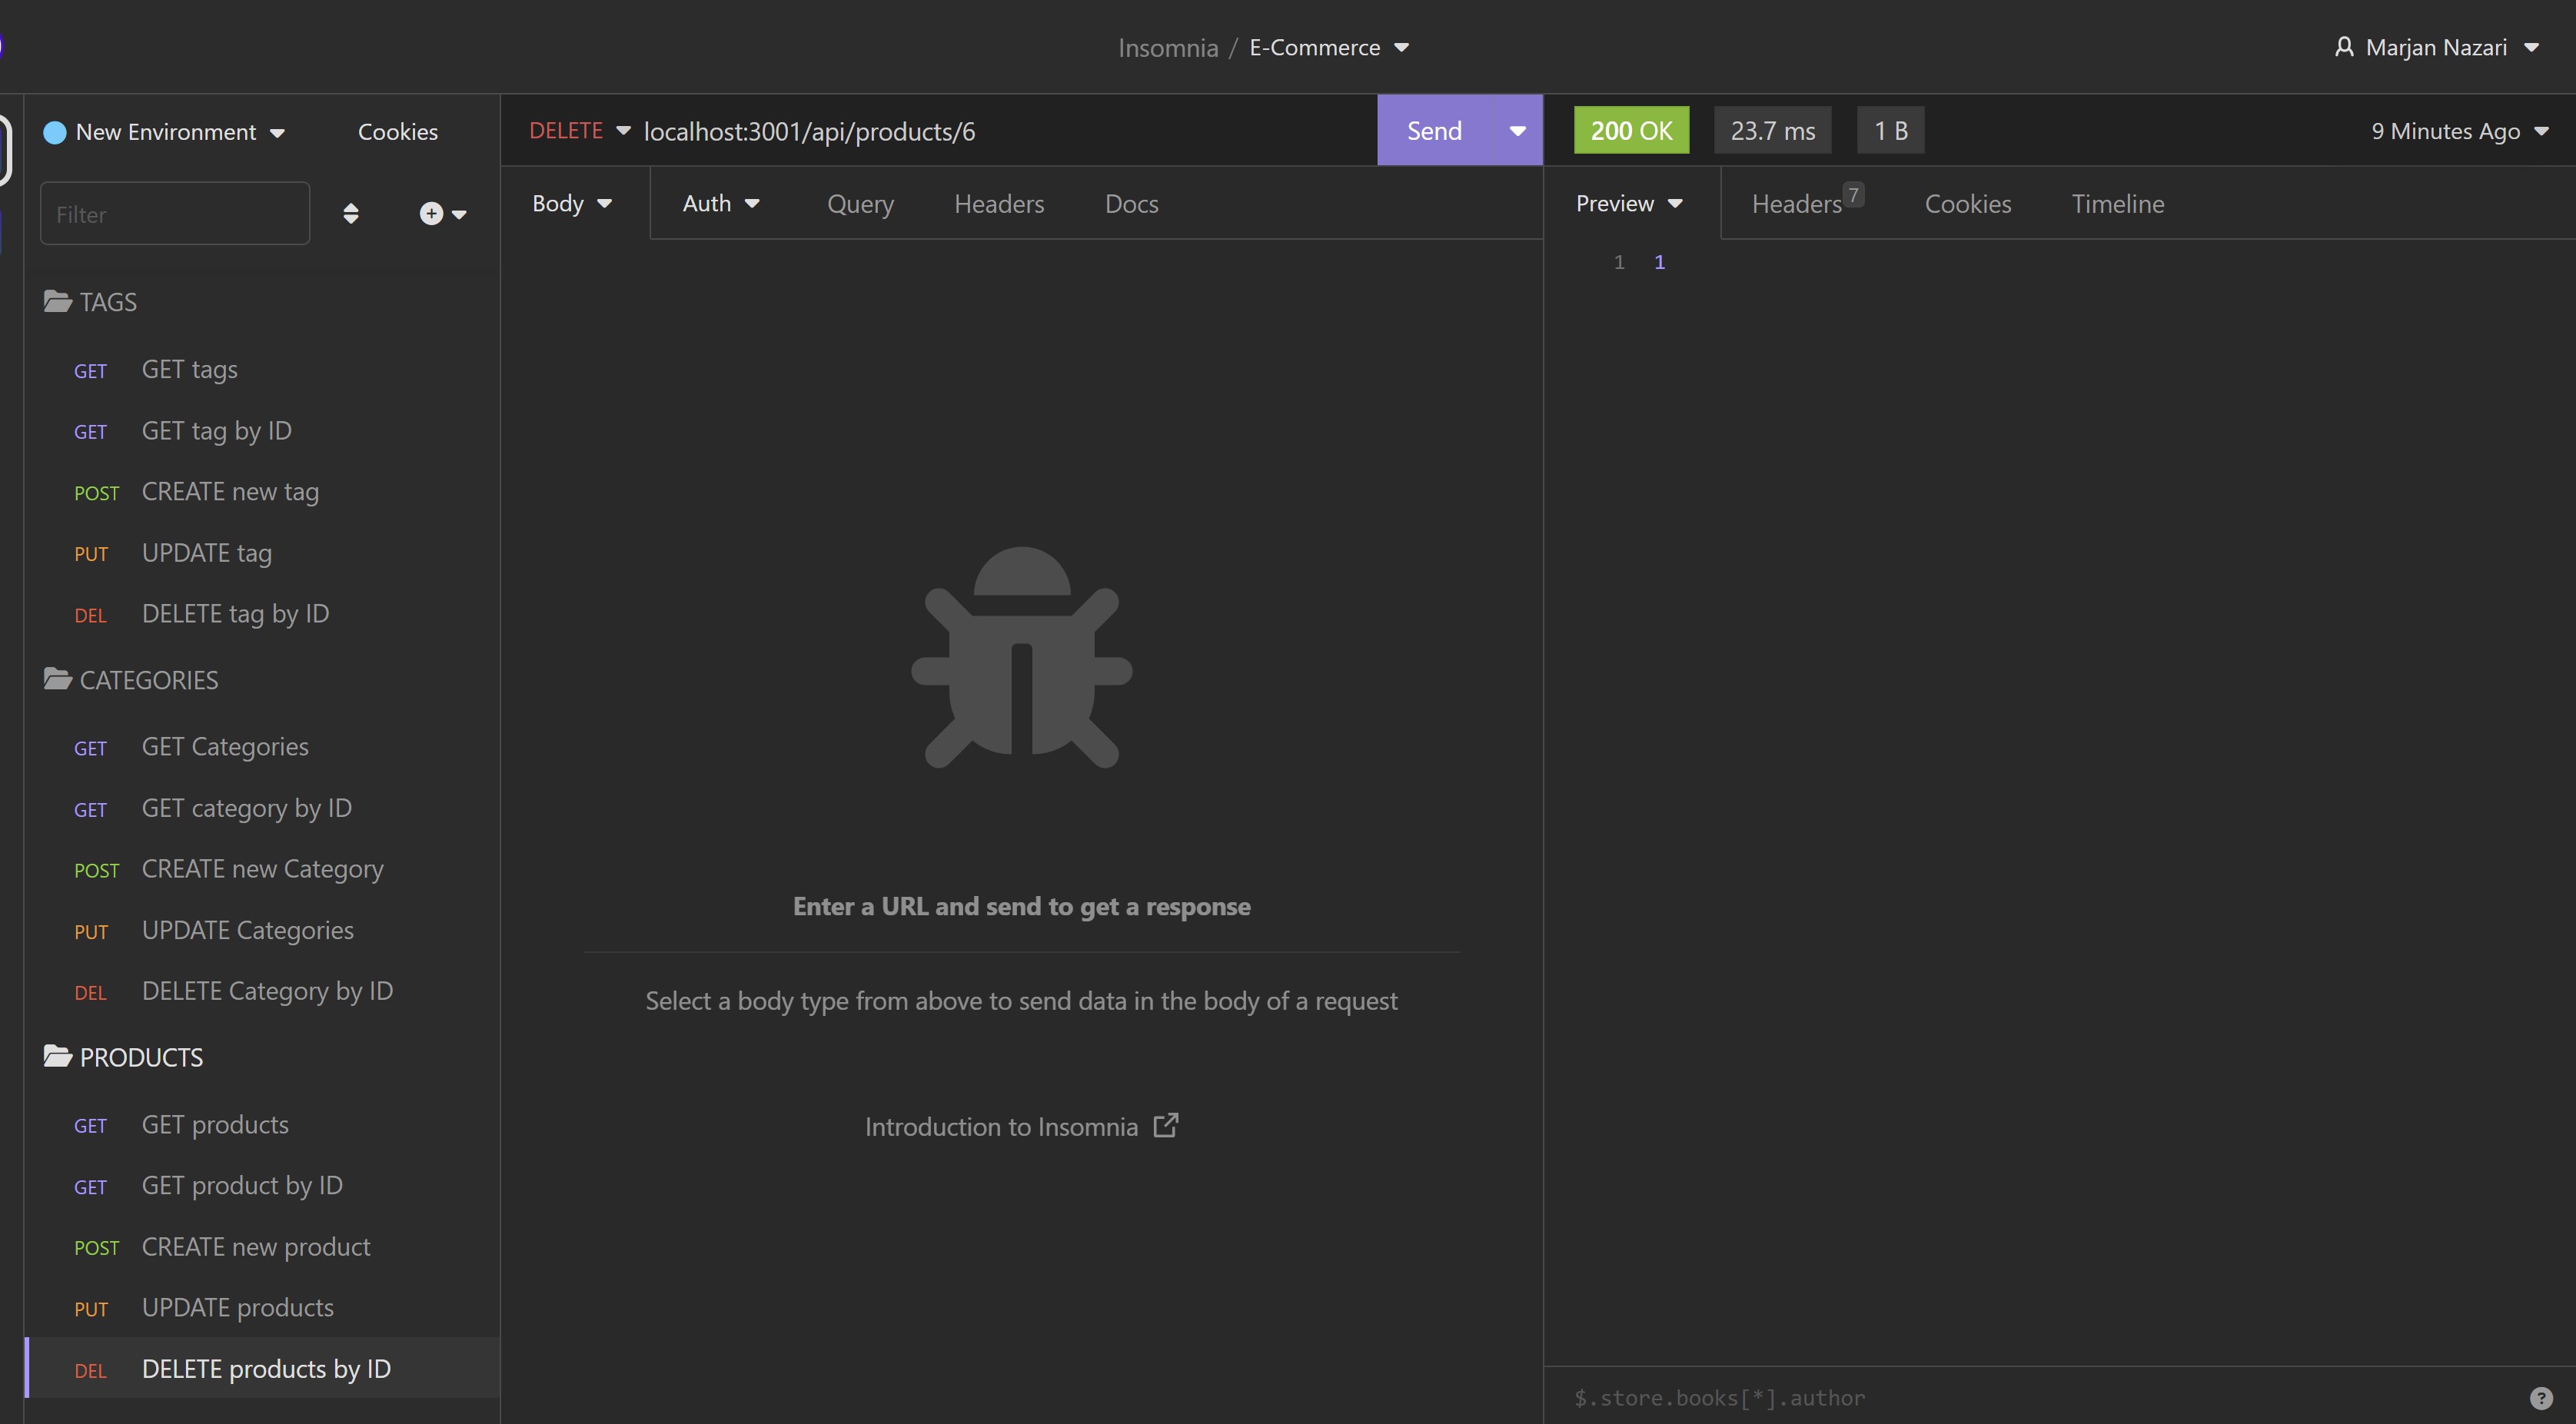 Insomnia / E-Commerce
Marjan Nazari
New Environment
Cookies
Filter
TAGS
GET GET tags
GET GET tag by ID
POST CREATE new tag
PUT UPDATE tag
DEL DELETE tag by ID
CATEGORIES
GET GET Categories
GET GET category by ID
POST CREATE new Category
PUT UPDATE Categories
DEL DELETE Category by ID
PRODUCTS
GET GET products
GET GET product by ID
POST CREATE new product
PUT UPDATE products
DEL DELETE products by ID
DELETE localhost:3001/api/products/6
Send
Body Auth Query Headers Docs
Enter a URL and send to get a response
Select a body type from above to send data in the body of a request
Introduction to Insomnia
200 OK 23.7 ms 1 B
9 Minutes Ago
Preview Headers 7 Cookies Timeline
1 1
$.store.books[*].author
?